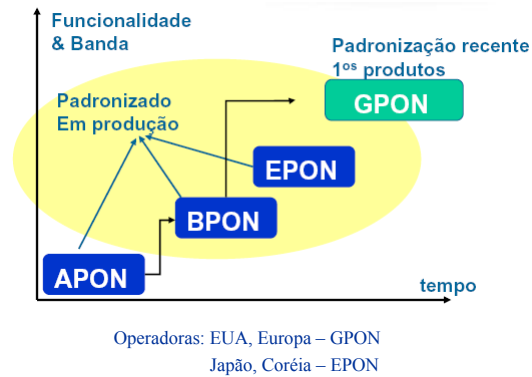 Funcionalidade
& Banda
Padronização recente
1ºs produtos
GPON
Padronizado
Em produção
EPON
BPON
APON
tempo
Operadoras: EUA, Europa – GPON
Japão, Coréia – EPON